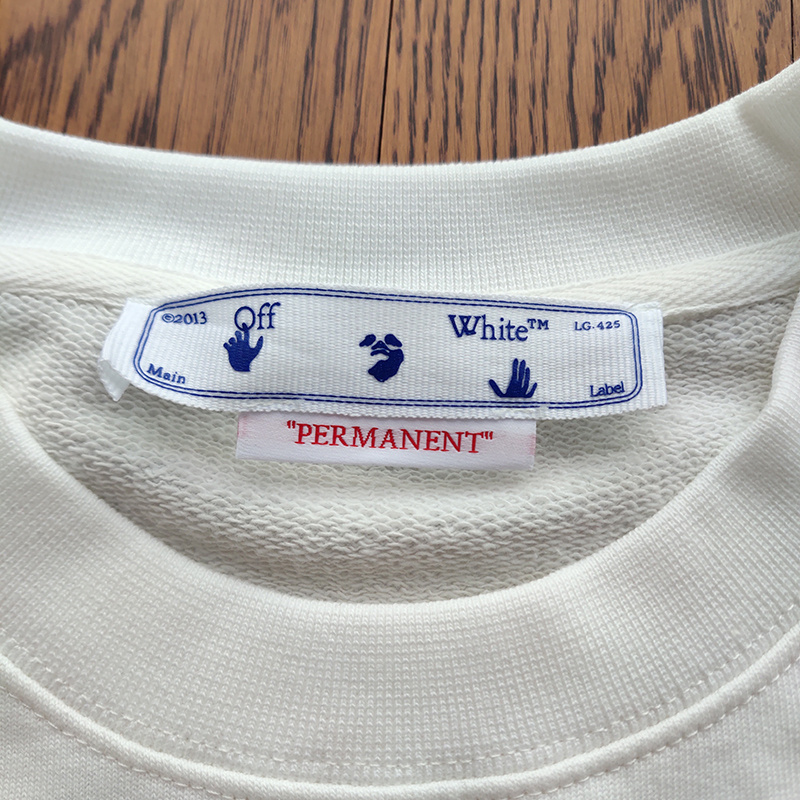 ©2013 Off White™ LG.425
Main Label
"PERMANENT"